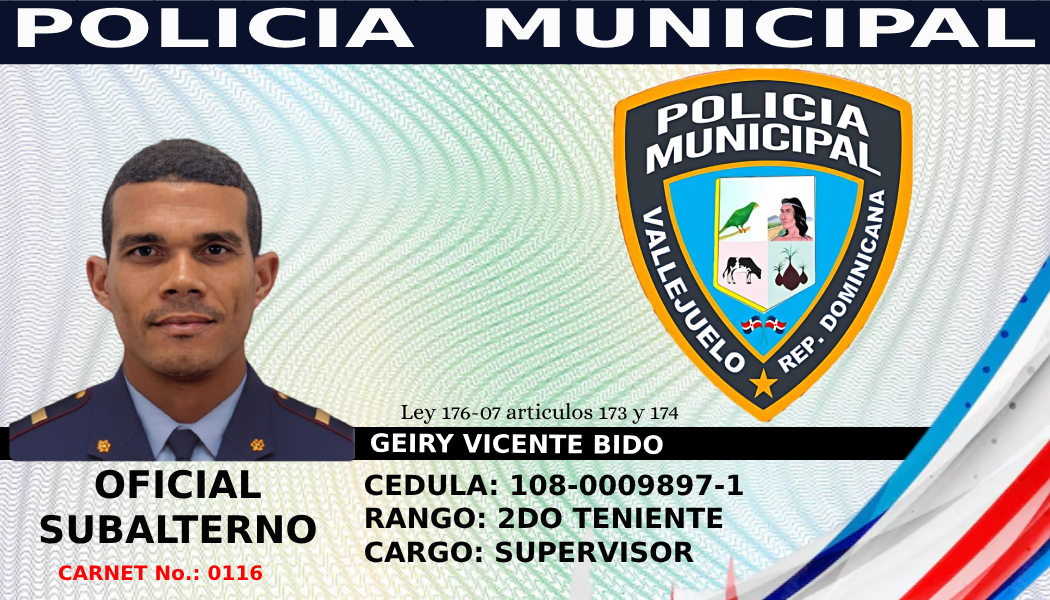 POLICIA MUNICIPAL
POLICIA
MUNICIPAL
VALLEJUELO
REP. DOMINICANA
Ley 176-07 articulos 173 y 174
GEIRY VICENTE BIDO
OFICIAL
SUBALTERNO
CARNET No.: 0116
CEDULA: 108-0009897-1
RANGO: 2DO TENIENTE
CARGO: SUPERVISOR